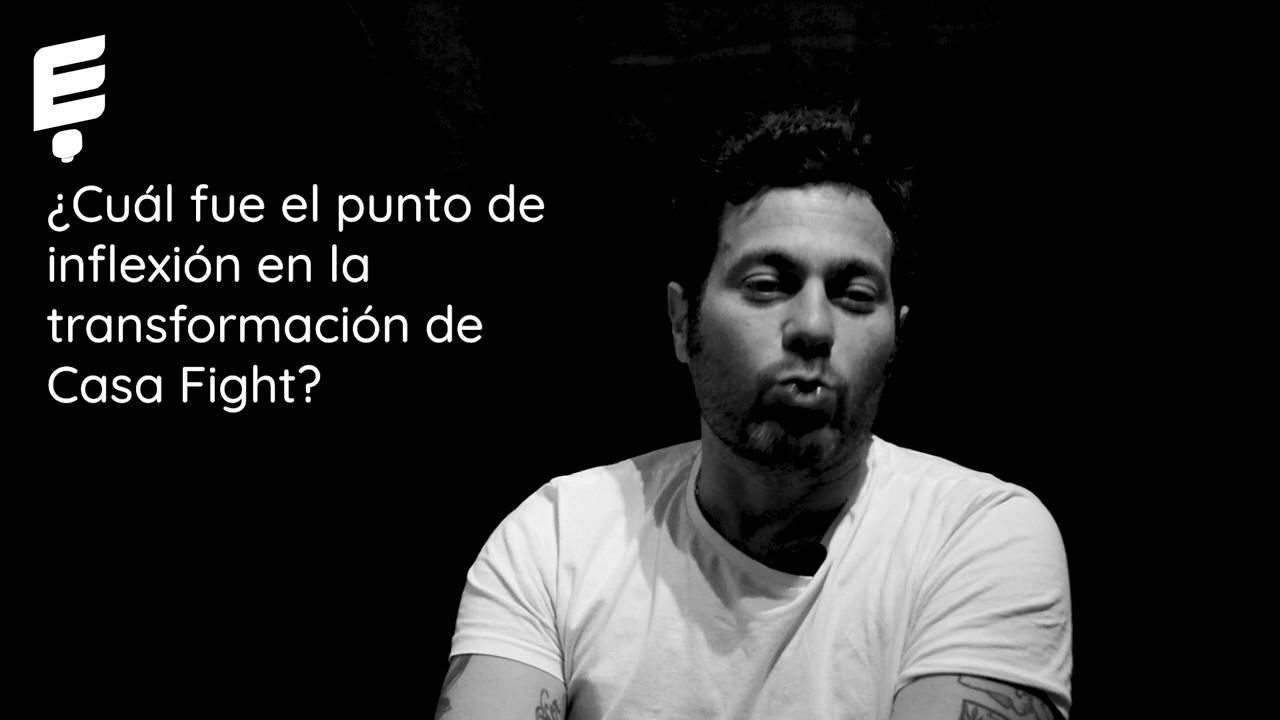 ¿Cuál fue el punto de
inflexión en la
transformación de
Casa Fight?